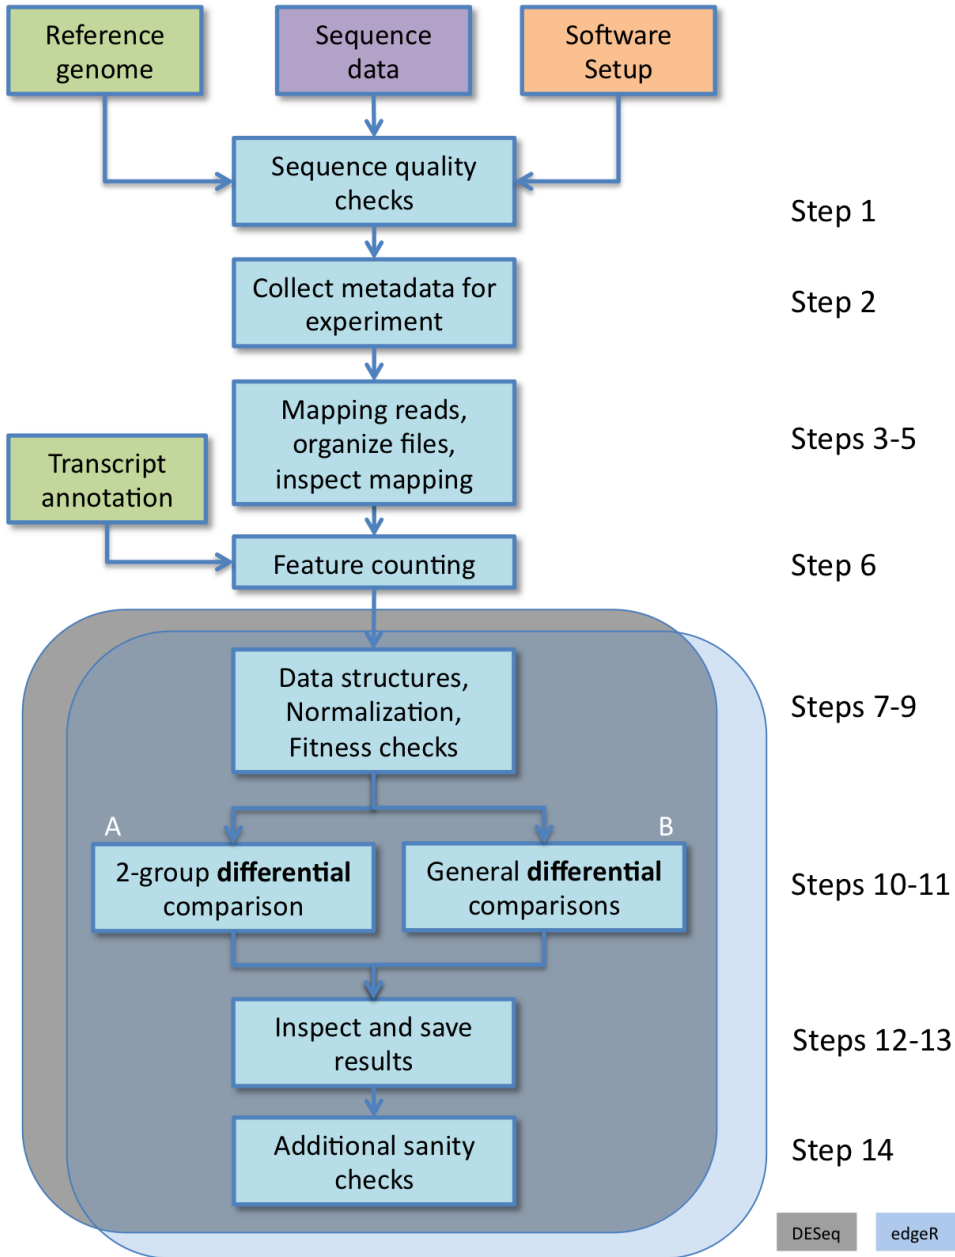 Reference
genome
Sequence
data
Software
Setup
Sequence quality
checks
Step 1
Collect metadata for
experiment
Step 2
Mapping reads,
organize files,
inspect mapping
Steps 3-5
Transcript
annotation
Feature counting
Step 6
Data structures,
Normalization,
Fitness checks
Steps 7-9
A
B
2-group differential
comparison
General differential
comparisons
Steps 10-11
Inspect and save
results
Steps 12-13
Additional sanity
checks
Step 14
DESeq
edgeR